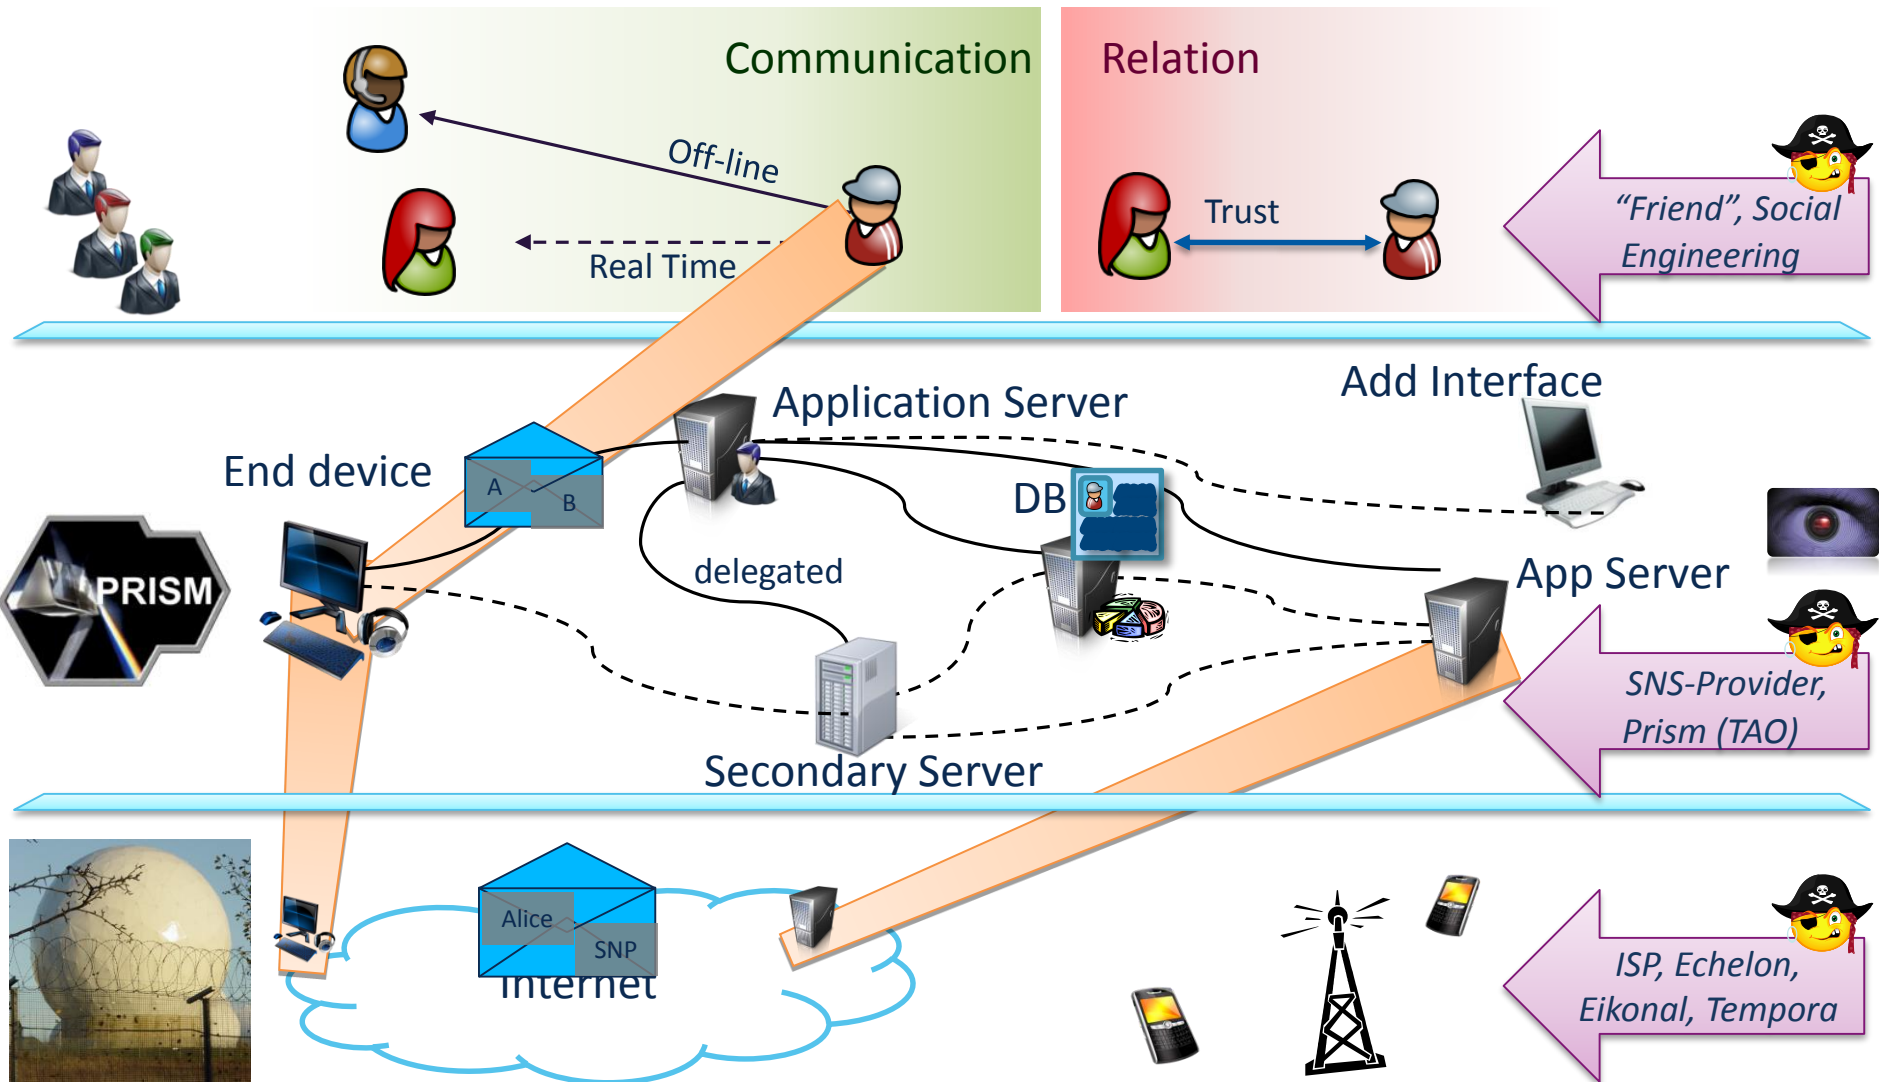 Communication
Relation
Off-line
Real Time
Trust
“Friend”, Social
Engineering
Add Interface
Application Server
End device
A
B
DB
PRISM
delegated
App Server
SNS-Provider,
Prism (TAO)
Secondary Server
Alice
SNP
Internet
ISP, Echelon,
Eikonal, Tempora